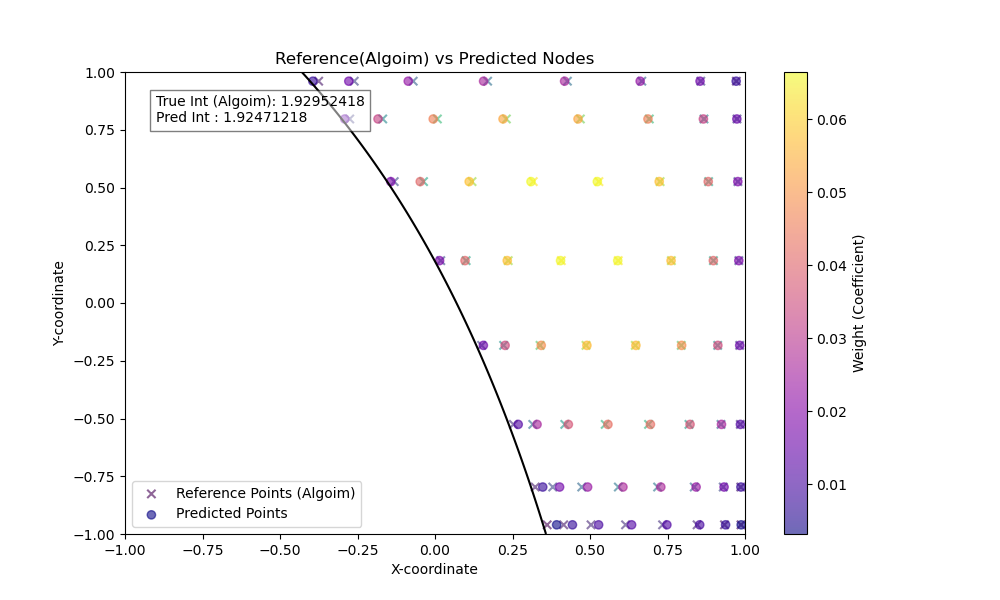 Reference(Algoim) vs Predicted Nodes
True Int (Algoim): 1.92952418
Pred Int : 1.92471218
Y-coordinate
1.00
0.75
0.50
0.25
0.00
−0.25
−0.50
−0.75
−1.00
Reference Points (Algoim)
Predicted Points
−1.00 −0.75 −0.50 −0.25 0.00 0.25 0.50 0.75 1.00
X-coordinate
0.06
0.05
0.04
0.03
0.02
0.01
Weight (Coefficient)